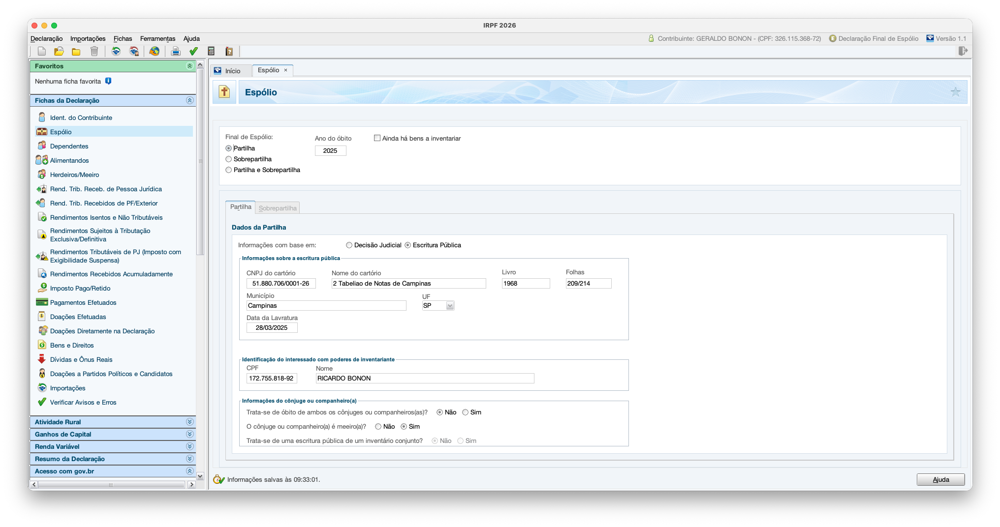 IRPF 2026
Declaração Importações Fichas Ferramentas Ajuda
Contribuinte: GERALDO BONON - (CPF: 326.115.368-72) Declaração Final de Espólio Versão 1.1
Favoritos
Nenhuma ficha favorita
Fichas da Declaração
Ident. do Contribuinte
Espólio
Dependentes
Alimentandos
Herdeiros/Meeiro
Rend. Trib. Receb. de Pessoa Jurídica
Rend. Trib. Recebidos de PF/Exterior
Rendimentos Isentos e Não Tributáveis
Rendimentos Sujeitos à Tributação
Exclusiva/Definitiva
Rendimentos Tributáveis de PJ (Imposto com
Exigibilidade Suspensa)
Rendimentos Recebidos Acumuladamente
Imposto Pago/Retido
Pagamentos Efetuados
Doações Efetuadas
Doações Diretamente na Declaração
Bens e Direitos
Dívidas e Ônus Reais
Doações a Partidos Políticos e Candidatos
Importações
Verificar Avisos e Erros
Atividade Rural
Ganhos de Capital
Renda Variável
Resumo da Declaração
Acesso com gov.br
Início Espólio ×
Espólio
Final de Espólio: Ano do óbito Ainda há bens a inventariar
Partilha 2025
Sobrepartilha
Partilha e Sobrepartilha
Partilha Sobrepartilha
Dados da Partilha
Informações com base em: Decisão Judicial Escritura Pública
Informações sobre a escritura pública
CNPJ do cartório Nome do cartório Livro Folhas
51.880.706/0001-26 2 Tabeliao de Notas de Campinas 1968 209/214
Município UF
Campinas SP
Data da Lavratura
28/03/2025
Identificação do interessado com poderes de inventariante
CPF Nome
172.755.818-92 RICARDO BONON
Informações do cônjuge ou companheiro(a)
Trata-se de óbito de ambos os cônjuges ou companheiros(as)? Não Sim
O cônjuge ou companheiro(a) é meeiro(a)? Não Sim
Trata-se de uma escritura pública de um inventário conjunto? Não Sim
Informações salvas às 09:33:01.
Ajuda